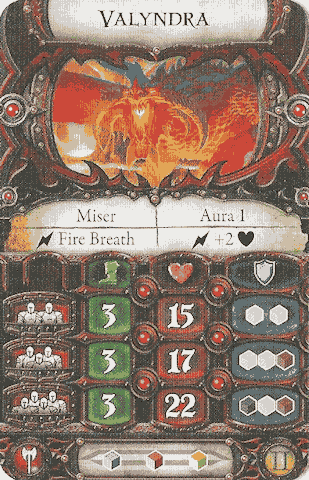 VALYNDRA
Miser Aura 1
Fire Breath +2
3 15
3 17
3 22
II